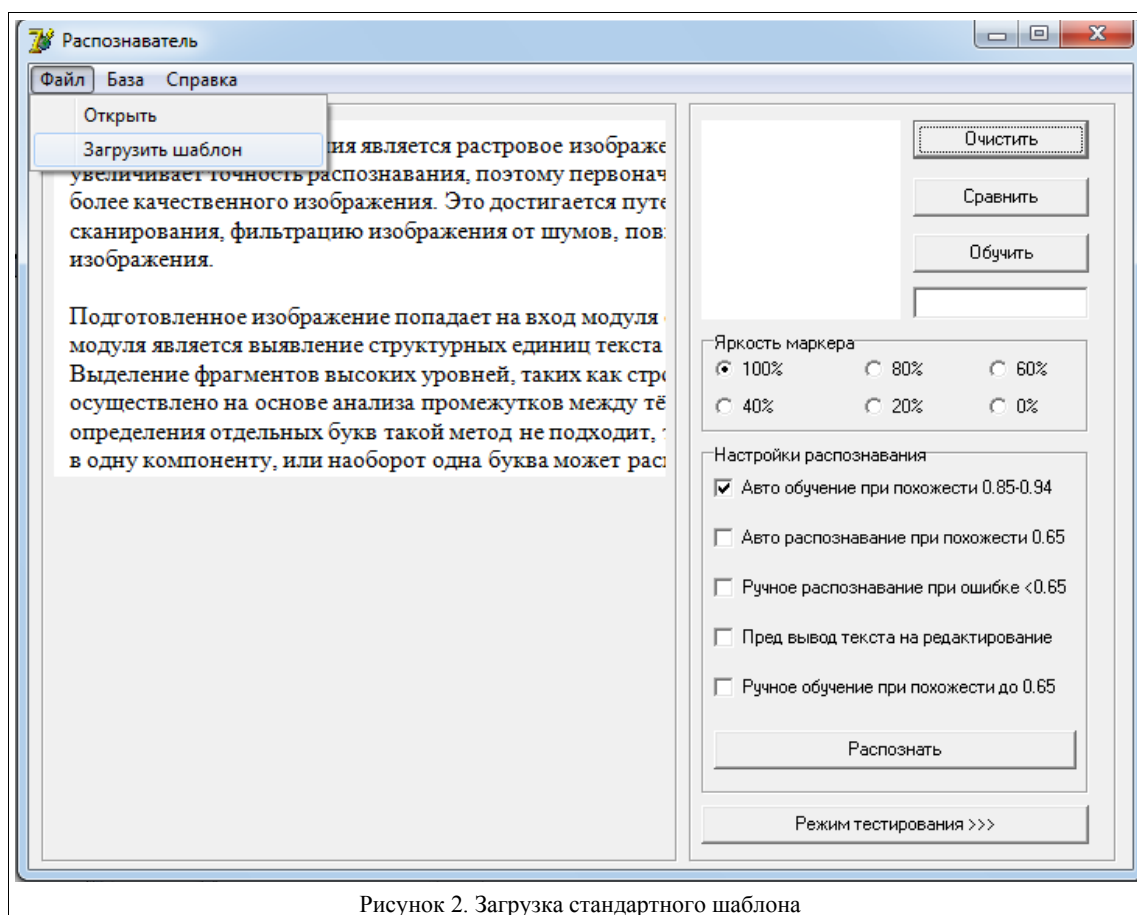 Распознаватель
Файл База Справка
Открыть
Загрузить шаблон
является растровое изображе
увеличивает точность распознавания, поэтому первонач
более качественного изображения. Это достигается путе
сканирования, фильтрацию изображения от шумов, пов
изображения.
Подготовленное изображение попадает на вход модуля
модуля является выявление структурных единиц текста
Выделение фрагментов высоких уровней, таких как стро
осуществлено на основе анализа промежутков между тё
определения отдельных букв такой метод не подходит,
в одну компоненту, или наоборот одна буква может рас
Очистить
Сравнить
Обучить
Яркость маркера
100% 80% 60%
40% 20% 0%
Настройки распознавания
Авто обучение при похожести 0.85-0.94
Авто распознавание при похожести 0.65
Ручное распознавание при ошибке <0.65
Пред вывод текста на редактирование
Ручное обучение при похожести до 0.65
Распознать
Режим тестирования >>>
Рисунок 2. Загрузка стандартного шаблона